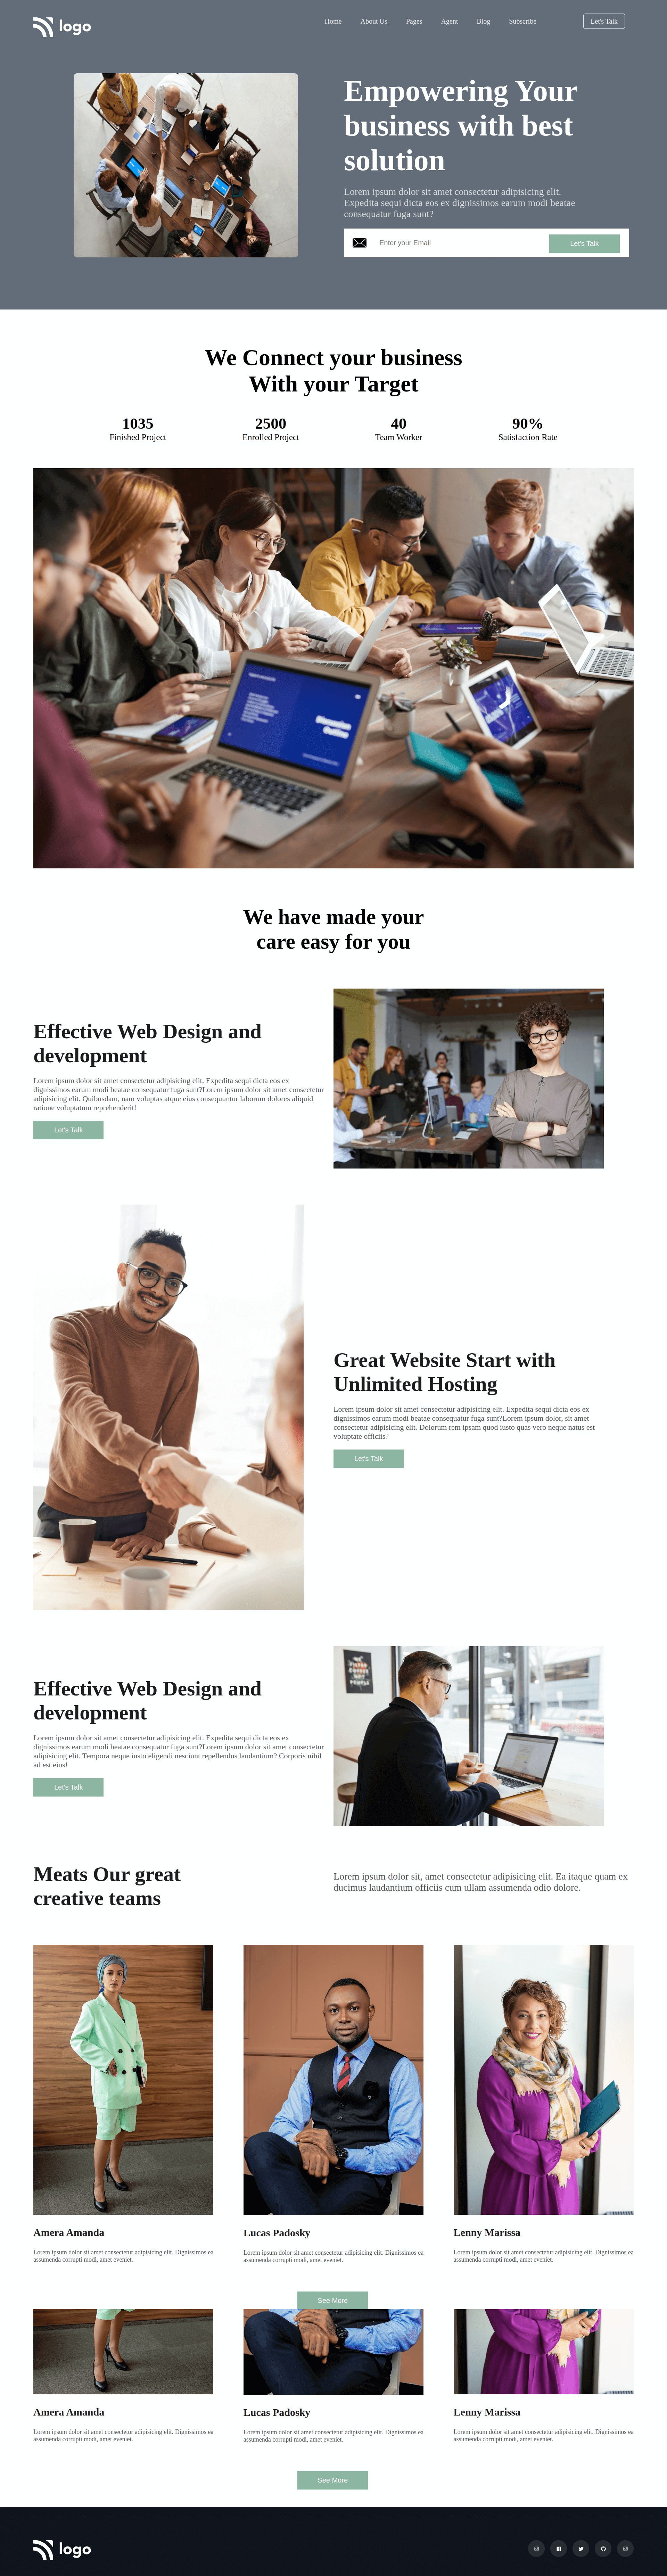 logo
Home About Us Pages Agent Blog Subscribe Let's Talk
Empowering Your
business with best
solution
Lorem ipsum dolor sit amet consectetur adipisicing elit.
Expedita sequi dicta eos ex dignissimos earum modi beatae
consequatur fuga sunt?
Enter your Email Let's Talk
We Connect your business
With your Target
1035 2500 40 90%
Finished Project Enrolled Project Team Worker Satisfaction Rate
Discussion
Outline
We have made your
care easy for you
Effective Web Design and
development
Lorem ipsum dolor sit amet consectetur adipisicing elit. Expedita sequi dicta eos ex
dignissimos earum modi beatae consequatur fuga sunt?Lorem ipsum dolor sit amet consectetur
adipisicing elit. Quibusdam, nam voluptas atque eius consequuntur laborum dolores aliquid
ratione voluptatum reprehenderit!
Let's Talk
Great Website Start with
Unlimited Hosting
Lorem ipsum dolor sit amet consectetur adipisicing elit. Expedita sequi dicta eos ex
dignissimos earum modi beatae consequatur fuga sunt?Lorem ipsum dolor, sit amet
consectetur adipisicing elit. Dolorum rem ipsam quod iusto quas vero neque natus est
voluptate officiis?
Let's Talk
Effective Web Design and
development
Lorem ipsum dolor sit amet consectetur adipisicing elit. Expedita sequi dicta eos ex
dignissimos earum modi beatae consequatur fuga sunt?Lorem ipsum dolor sit amet consectetur
adipisicing elit. Tempora neque iusto eligendi nesciunt repellendus laudantium? Corporis nihil
ad est eius!
Let's Talk
Meats Our great
creative teams
Lorem ipsum dolor sit, amet consectetur adipisicing elit. Ea itaque quam ex
ducimus laudantium officiis cum ullam assumenda odio dolore.
Amera Amanda
Lorem ipsum dolor sit amet consectetur adipisicing elit. Dignissimos ea
assumenda corrupti modi, amet eveniet.
Lucas Padosky
Lorem ipsum dolor sit amet consectetur adipisicing elit. Dignissimos ea
assumenda corrupti modi, amet eveniet.
Lenny Marissa
Lorem ipsum dolor sit amet consectetur adipisicing elit. Dignissimos ea
assumenda corrupti modi, amet eveniet.
See More
Amera Amanda
Lorem ipsum dolor sit amet consectetur adipisicing elit. Dignissimos ea
assumenda corrupti modi, amet eveniet.
Lucas Padosky
Lorem ipsum dolor sit amet consectetur adipisicing elit. Dignissimos ea
assumenda corrupti modi, amet eveniet.
Lenny Marissa
Lorem ipsum dolor sit amet consectetur adipisicing elit. Dignissimos ea
assumenda corrupti modi, amet eveniet.
See More
logo